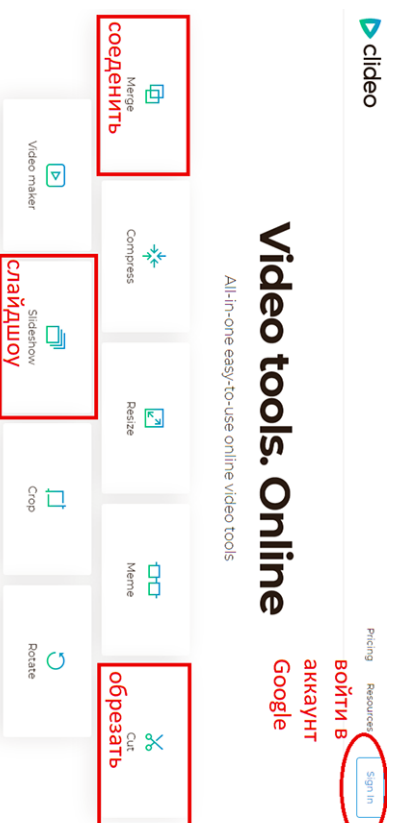 clideo
Pricing
Resources
Sign In
войти в
аккаунт
Google
Video tools. Online
All-in-one easy-to-use online video tools
Merge
соеденить
Compress
Resize
Meme
Cut
обрезать
Video maker
Slideshow
слайдшоу
Crop
Rotate